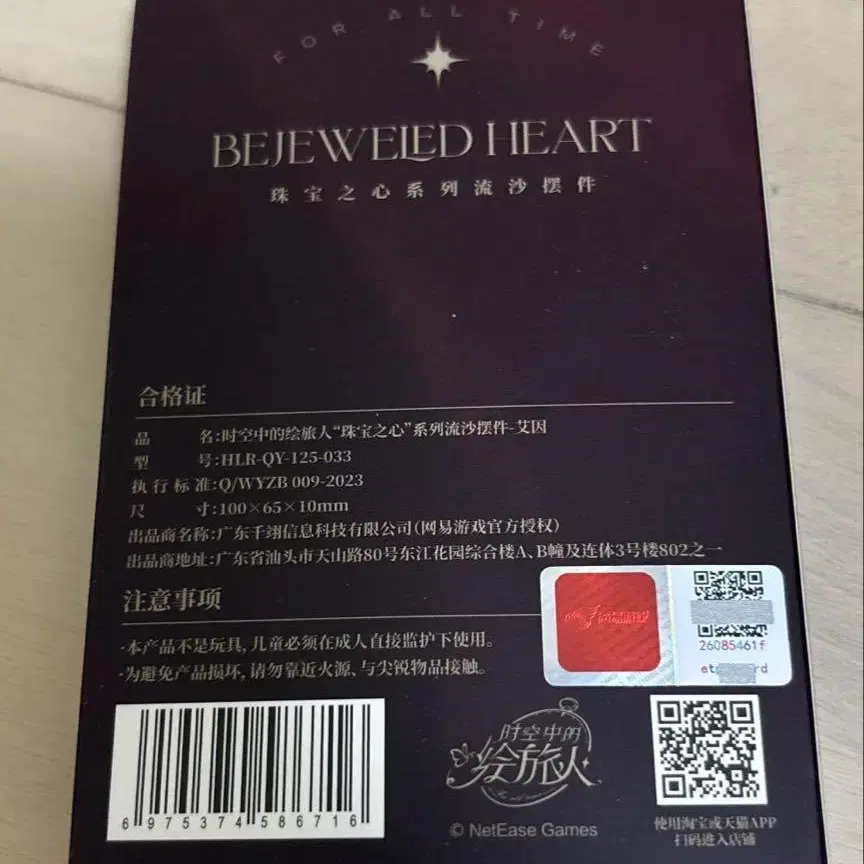 FOR ALL TIME
BEJEWELED HEART
珠宝之心系列流沙摆件
合格证
品 名:时空中的绘旅人“珠宝之心”系列流沙摆件-艾因
型 号:HLR-QY-125-033
执行标准:Q/WYZB 009-2023
尺 寸:100×65×10mm
出品商名称:广东千翊信息科技有限公司(网易游戏官方授权)
出品商地址:广东省汕头市天山路80号东江花园综合楼A、B幢及连体3号楼802之一
注意事项
·本产品不是玩具,儿童必须在成人直接监护下使用。
·为避免产品损坏,请勿靠近火源、与尖锐物品接触。
26085461f
6975374586716
时空中的
绘旅人
© NetEase Games
使用淘宝或天猫APP
扫码进入店铺